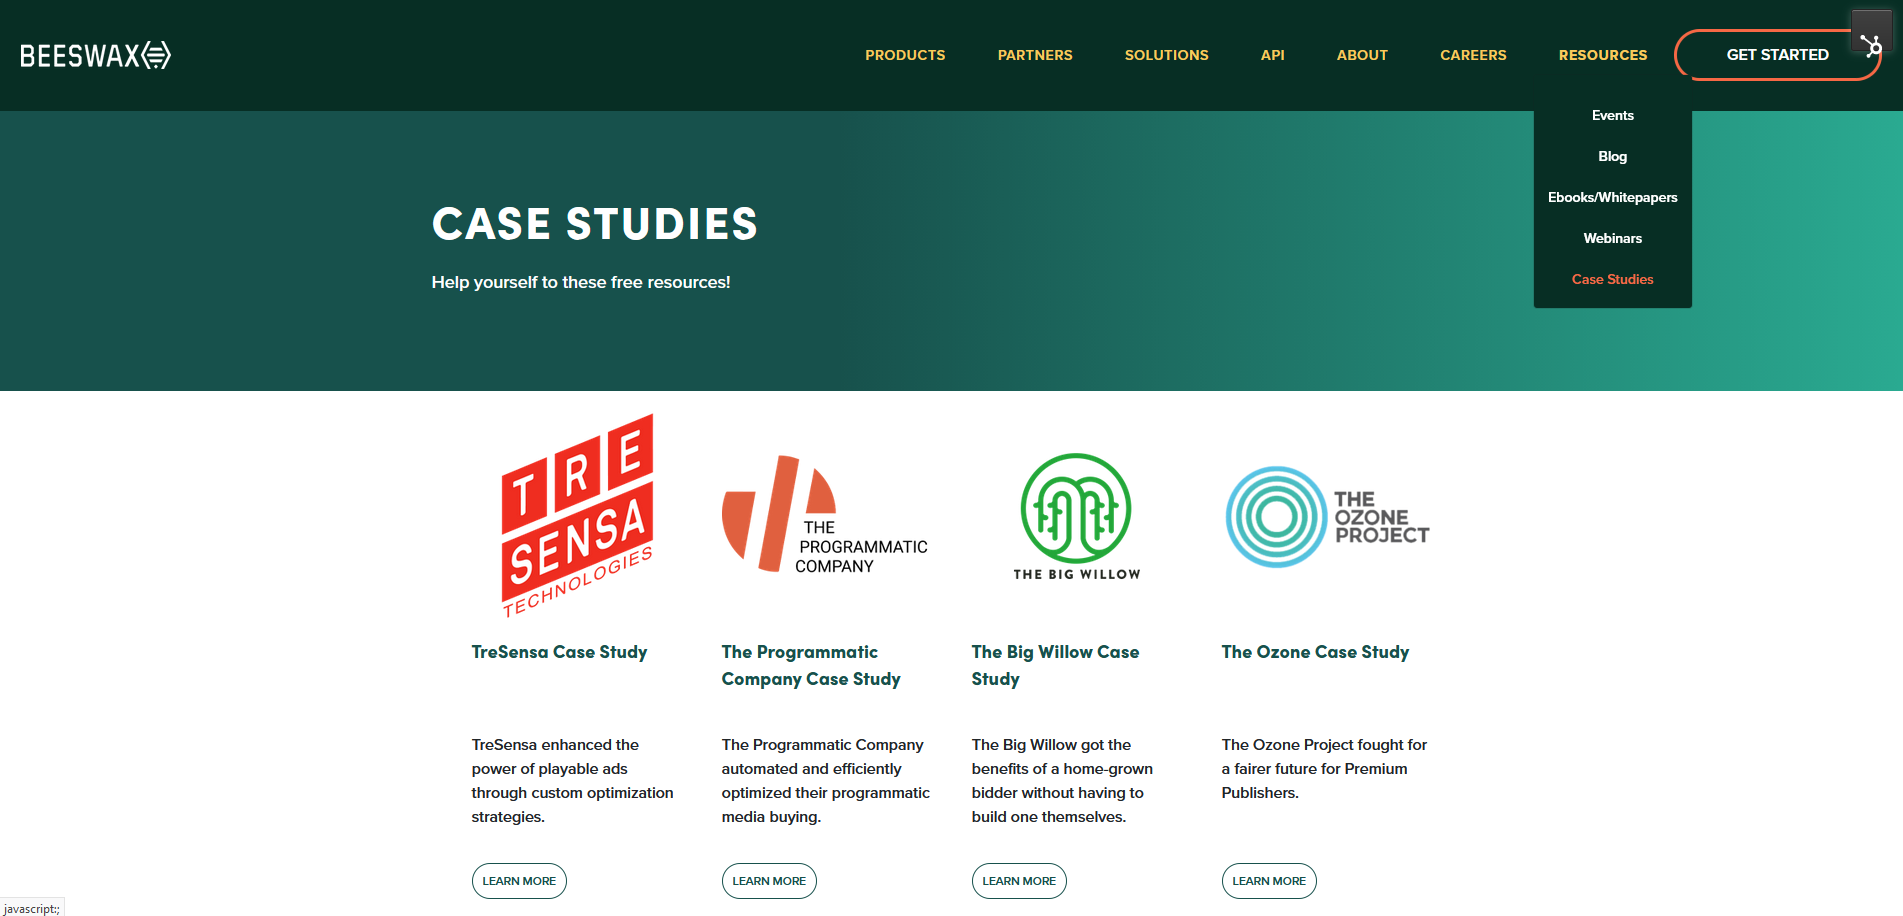 BEESWAX
PRODUCTS
PARTNERS
SOLUTIONS
API
ABOUT
CAREERS
RESOURCES
GET STARTED
Events
Blog
Ebooks/Whitepapers
Webinars
Case Studies
CASE STUDIES
Help yourself to these free resources!
TRE
SENSA
TECHNOLOGIES
THE
PROGRAMMATIC
COMPANY
THE BIG WILLOW
THE
OZONE
PROJECT
TreSensa Case Study
The Programmatic
Company Case Study
The Big Willow Case
Study
The Ozone Case Study
TreSensa enhanced the
power of playable ads
through custom optimization
strategies.
The Programmatic Company
automated and efficiently
optimized their programmatic
media buying.
The Big Willow got the
benefits of a home-grown
bidder without having to
build one themselves.
The Ozone Project fought for
a fairer future for Premium
Publishers.
LEARN MORE
LEARN MORE
LEARN MORE
LEARN MORE
javascript:;